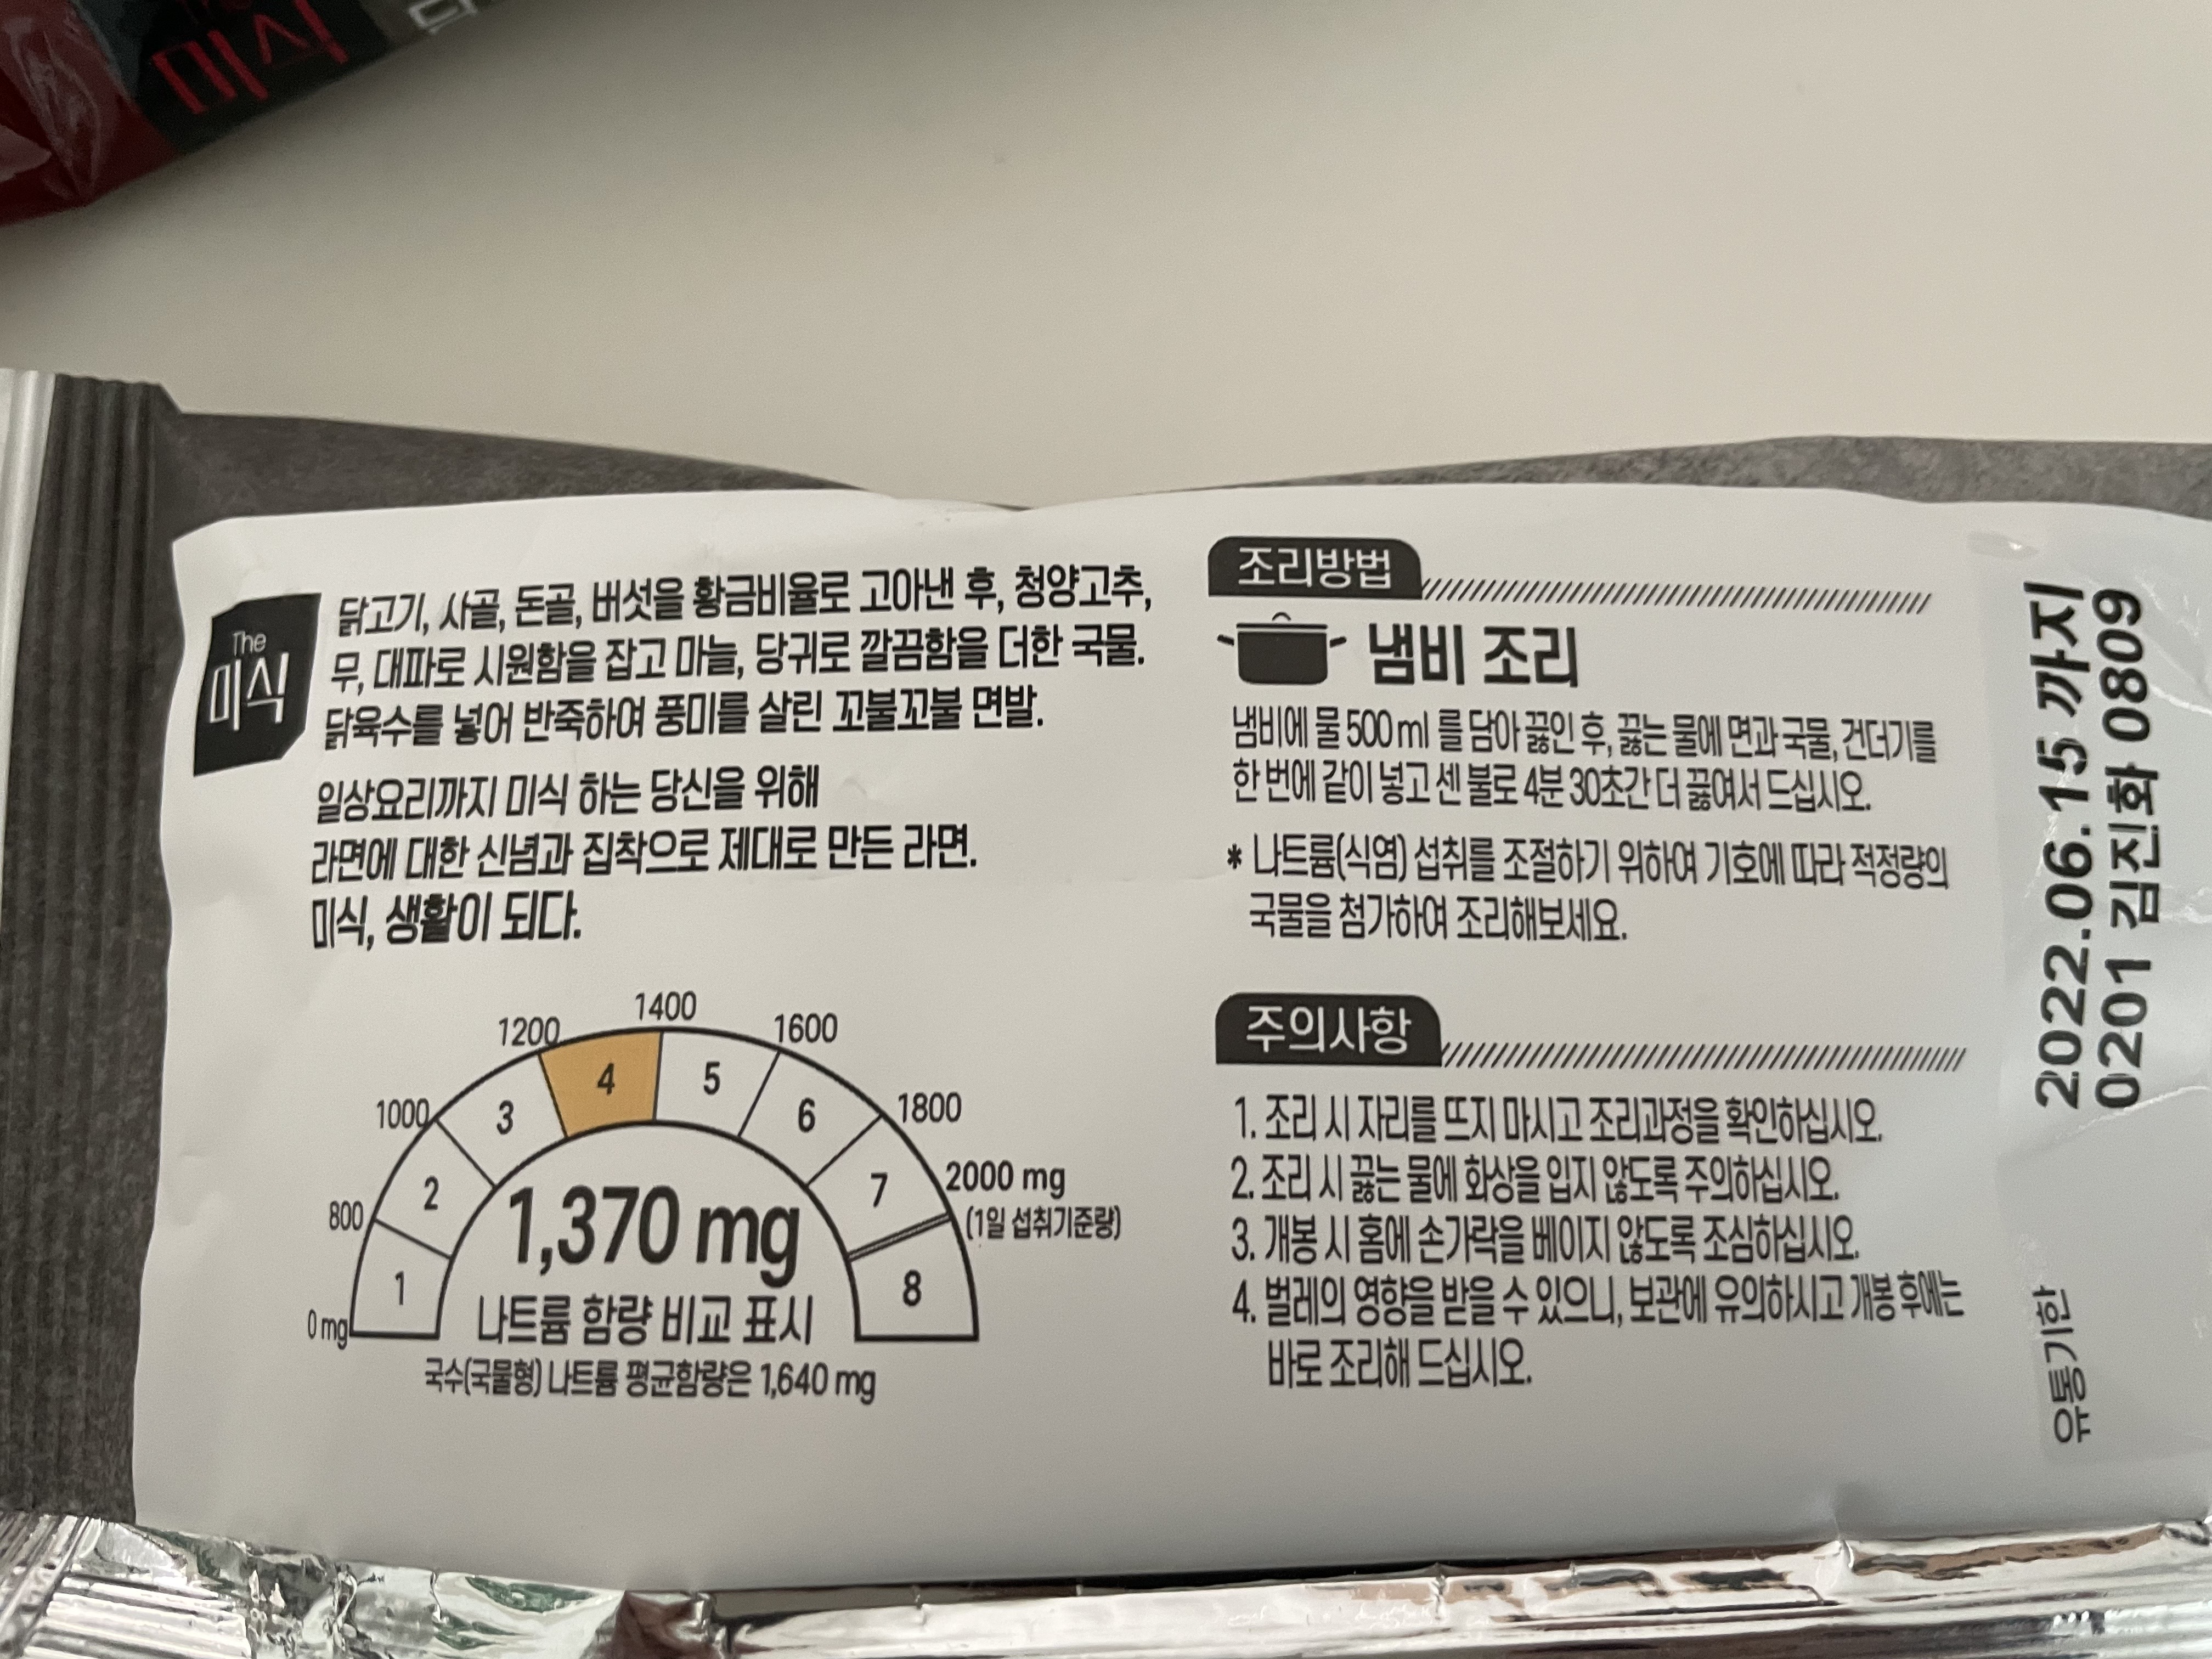 미식
The
미식
닭고기, 사골, 돈골, 버섯을 황금비율로 고아낸 후, 청양고추,
무, 대파로 시원함을 잡고 마늘, 당귀로 깔끔함을 더한 국물.
닭육수를 넣어 반죽하여 풍미를 살린 꼬불꼬불 면발.
일상요리까지 미식 하는 당신을 위해
라면에 대한 신념과 집착으로 제대로 만든 라면.
미식, 생활이 되다.
0 mg
800
1000
1200
1400
1600
1800
2000 mg
(1일 섭취기준량)
1
2
3
4
5
6
7
8
1,370 mg
나트륨 함량 비교 표시
국수(국물형) 나트륨 평균함량은 1,640 mg
조리방법
냄비 조리
냄비에 물 500 ml 를 담아 끓인 후, 끓는 물에 면과 국물, 건더기를
한 번에 같이 넣고 센 불로 4분 30초간 더 끓여서 드십시오.
* 나트륨(식염) 섭취를 조절하기 위하여 기호에 따라 적정량의
국물을 첨가하여 조리해보세요.
주의사항
1. 조리 시 자리를 뜨지 마시고 조리과정을 확인하십시오.
2. 조리 시 끓는 물에 화상을 입지 않도록 주의하십시오.
3. 개봉 시 홈에 손가락을 베이지 않도록 조심하십시오.
4. 벌레의 영향을 받을 수 있으니, 보관에 유의하시고 개봉 후에는
바로 조리해 드십시오.
유통기한
2022.06.15 까지
0201 김진화 0809